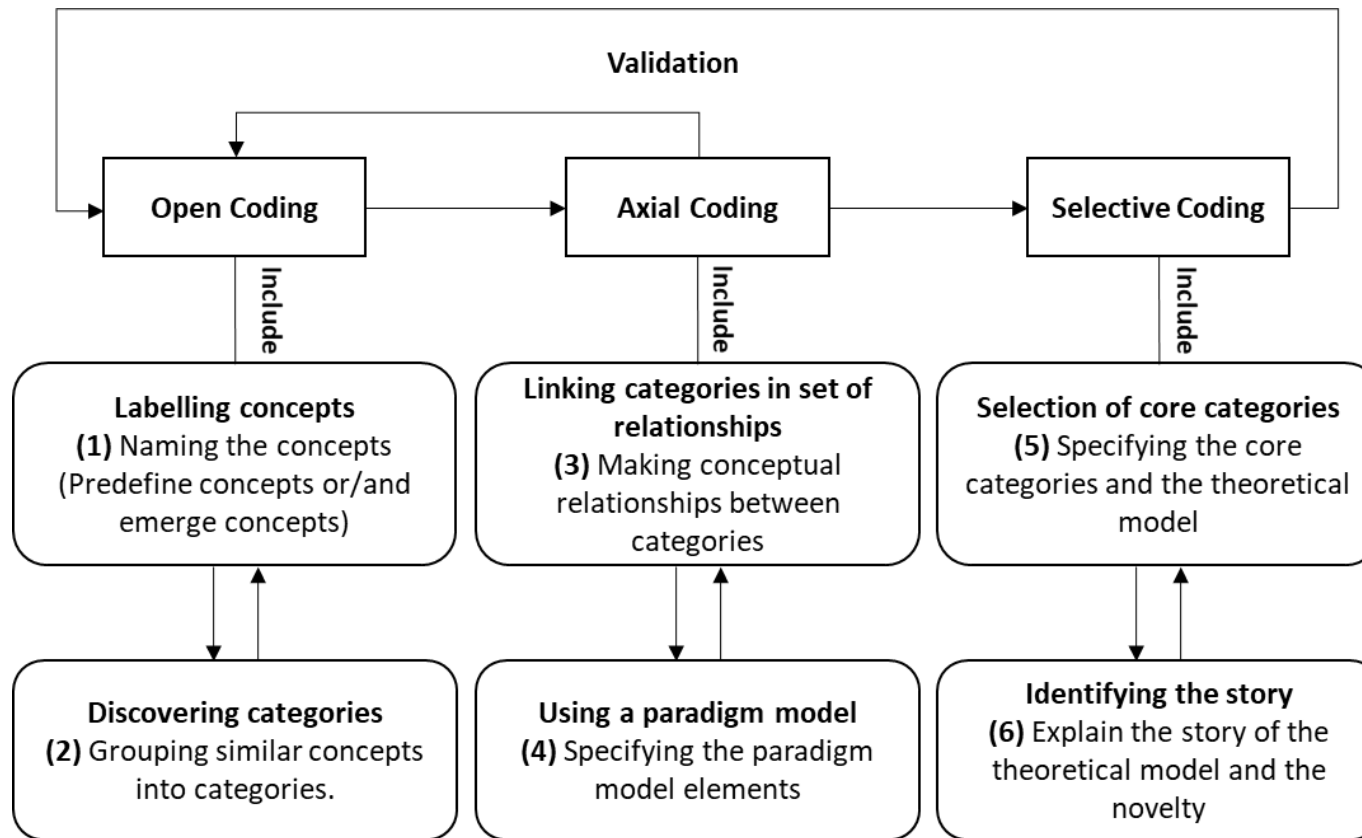 Validation
Open Coding
Axial Coding
Selective Coding
Include
Include
Include
Labelling concepts
(1) Naming the concepts
(Predefine concepts or/and
emerge concepts)
Linking categories in set of
relationships
(3) Making conceptual
relationships between
categories
Selection of core categories
(5) Specifying the core
categories and the theoretical
model
Discovering categories
(2) Grouping similar concepts
into categories.
Using a paradigm model
(4) Specifying the paradigm
model elements
Identifying the story
(6) Explain the story of the
theoretical model and the
novelty